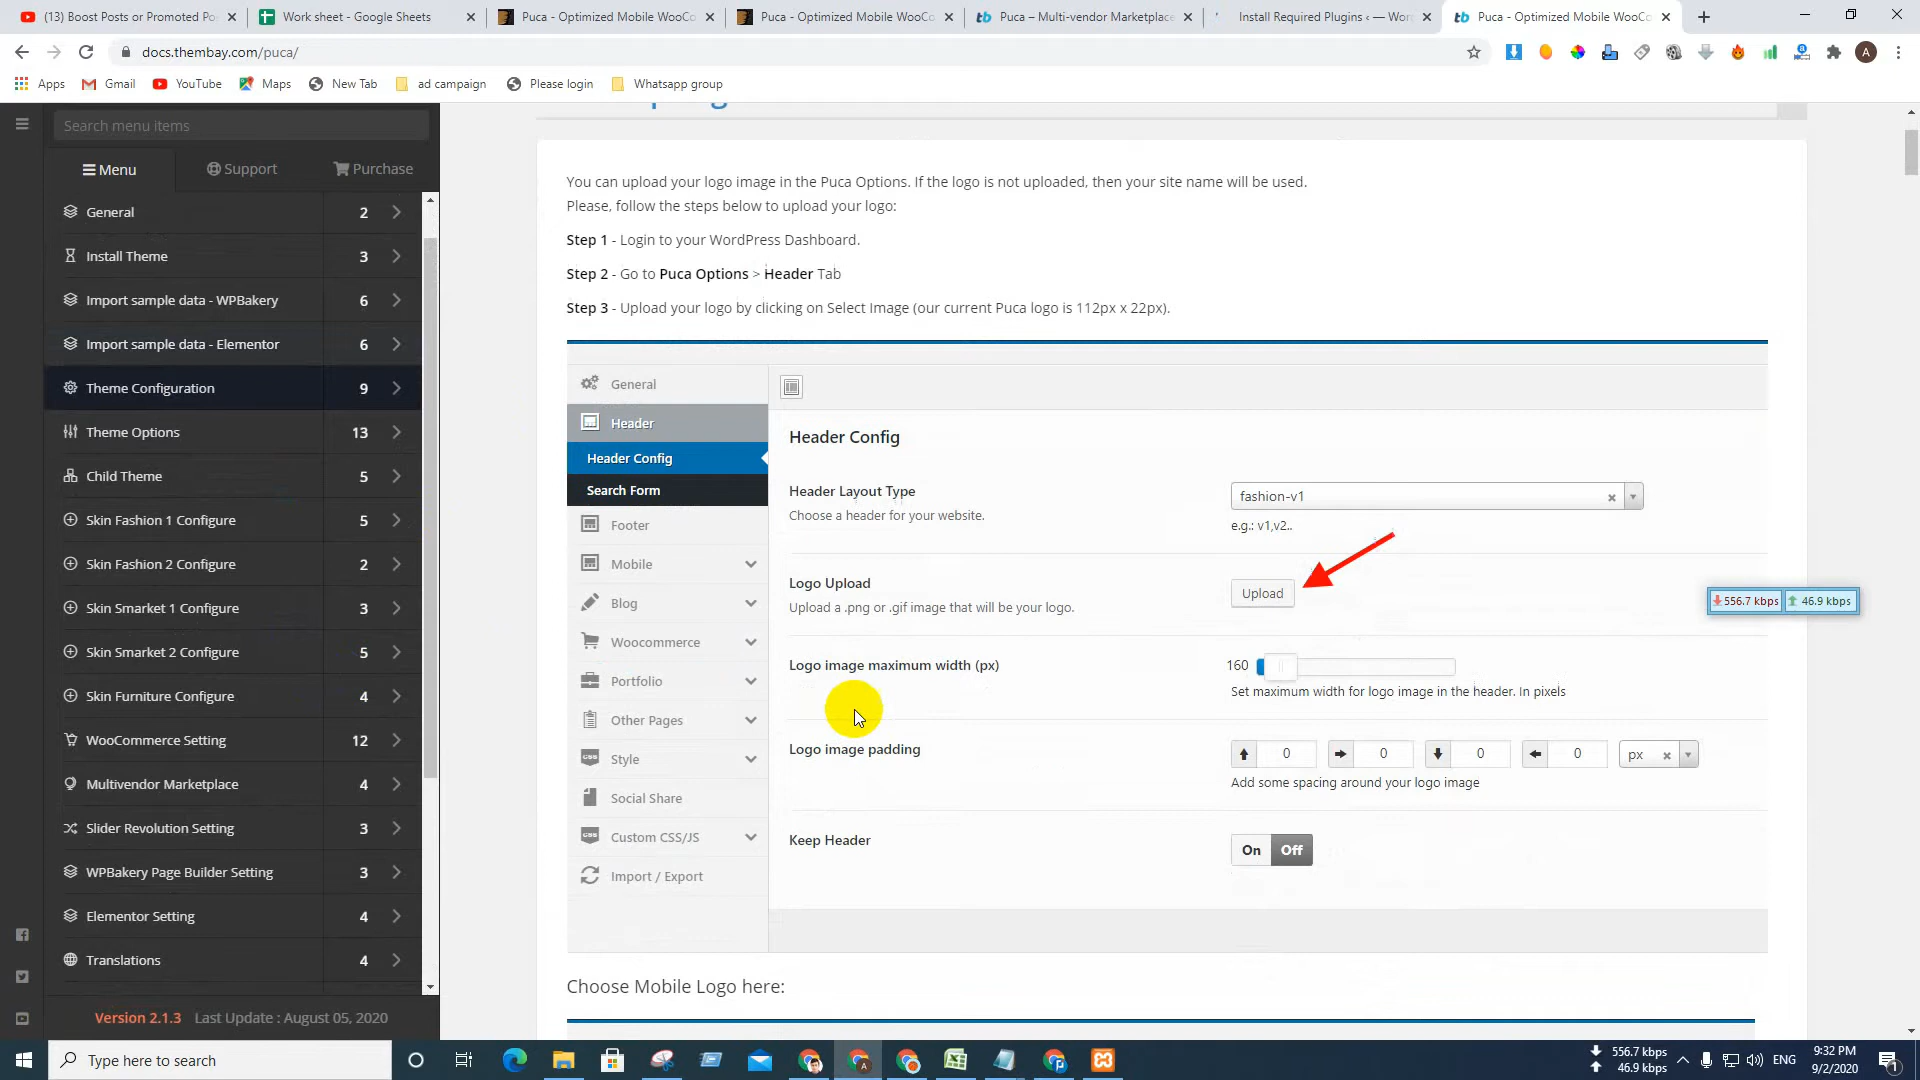 (13) Boost Posts or Promoted Po
Work sheet - Google Sheets
Puca - Optimized Mobile WooCo
Puca - Optimized Mobile WooCo
Puca – Multi-vendor Marketplace
Install Required Plugins ‹ — Wor
Puca - Optimized Mobile WooCo
docs.thembay.com/puca/
A
Apps
Gmail
YouTube
Maps
New Tab
ad campaign
Please login
Whatsapp group
Search menu items
Menu
Support
Purchase
General 2
Install Theme 3
Import sample data - WPBakery 6
Import sample data - Elementor 6
Theme Configuration 9
Theme Options 13
Child Theme 5
Skin Fashion 1 Configure 5
Skin Fashion 2 Configure 2
Skin Smarket 1 Configure 3
Skin Smarket 2 Configure 5
Skin Furniture Configure 4
WooCommerce Setting 12
Multivendor Marketplace 4
Slider Revolution Setting 3
WPBakery Page Builder Setting 3
Elementor Setting 4
Translations 4
Version 2.1.3 Last Update : August 05, 2020
You can upload your logo image in the Puca Options. If the logo is not uploaded, then your site name will be used.
Please, follow the steps below to upload your logo:
Step 1 - Login to your WordPress Dashboard.
Step 2 - Go to Puca Options > Header Tab
Step 3 - Upload your logo by clicking on Select Image (our current Puca logo is 112px x 22px).
General
Header
Header Config
Search Form
Footer
Mobile
Blog
Woocommerce
Portfolio
Other Pages
Style
Social Share
Custom CSS/JS
Import / Export
Header Config
Header Layout Type
Choose a header for your website.
fashion-v1
e.g.: v1,v2..
Logo Upload
Upload a .png or .gif image that will be your logo.
Upload
Logo image maximum width (px)
160
Set maximum width for logo image in the header. In pixels
Logo image padding
0 0 0 0 px
Add some spacing around your logo image
Keep Header
On Off
556.7 kbps 46.9 kbps
Choose Mobile Logo here:
Type here to search
556.7 kbps
46.9 kbps
ENG
9:32 PM
9/2/2020
1